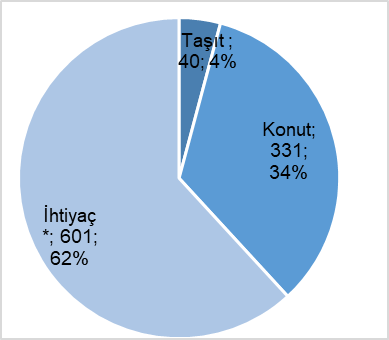 Taşıt ;
40; 4%
Konut;
331;
34%
İhtiyaç
*; 601;
62%